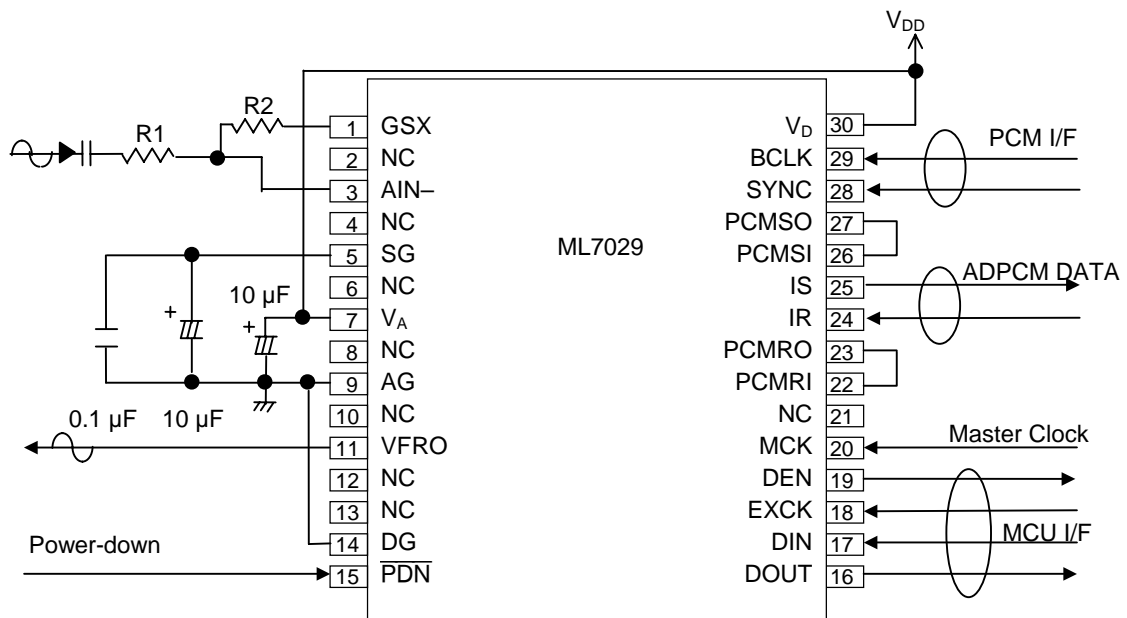 V_DD
R2
R1
1 GSX
2 NC
3 AIN–
4 NC
5 SG
6 NC
10 µF
+
+
7 V_A
8 NC
9 AG
0.1 µF 10 µF
10 NC
11 VFRO
12 NC
13 NC
14 DG
Power-down
15 PDN
ML7029
V_D 30
PCM I/F
BCLK 29
SYNC 28
PCMSO 27
PCMSI 26
ADPCM DATA
IS 25
IR 24
PCMRO 23
PCMRI 22
NC 21
Master Clock
MCK 20
DEN 19
EXCK 18
MCU I/F
DIN 17
DOUT 16